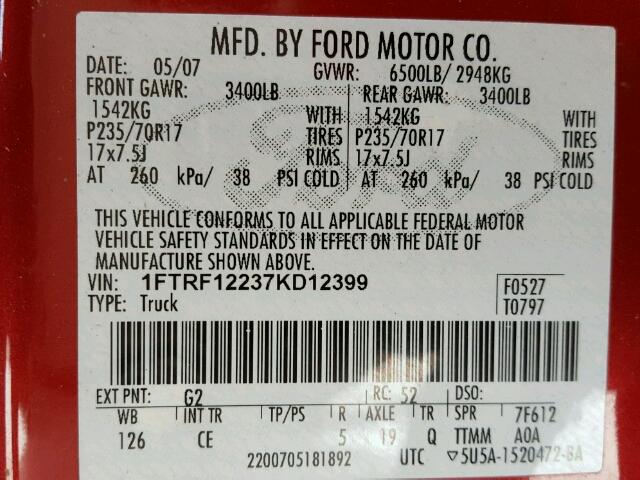 MFD. BY FORD MOTOR CO.
DATE: 05/07 GVWR: 6500LB/ 2948KG
FRONT GAWR: 3400LB REAR GAWR: 3400LB
1542KG WITH 1542KG WITH
P235/70R17 TIRES P235/70R17 TIRES
17x7.5J RIMS 17x7.5J RIMS
AT 260 kPa/ 38 PSI COLD AT 260 kPa/ 38 PSI COLD
Ford
THIS VEHICLE CONFORMS TO ALL APPLICABLE FEDERAL MOTOR
VEHICLE SAFETY STANDARDS IN EFFECT ON THE DATE OF
MANUFACTURE SHOWN ABOVE.
VIN: 1FTRF12237KD12399 F0527
TYPE: Truck T0797
EXT PNT: G2 RC: 52 DSO:
WB INT TR TP/PS R AXLE TR SPR 7F612
126 CE 5 19 Q TTMM A0A
2200705181892 UTC ▽5U5A-1520472-BA